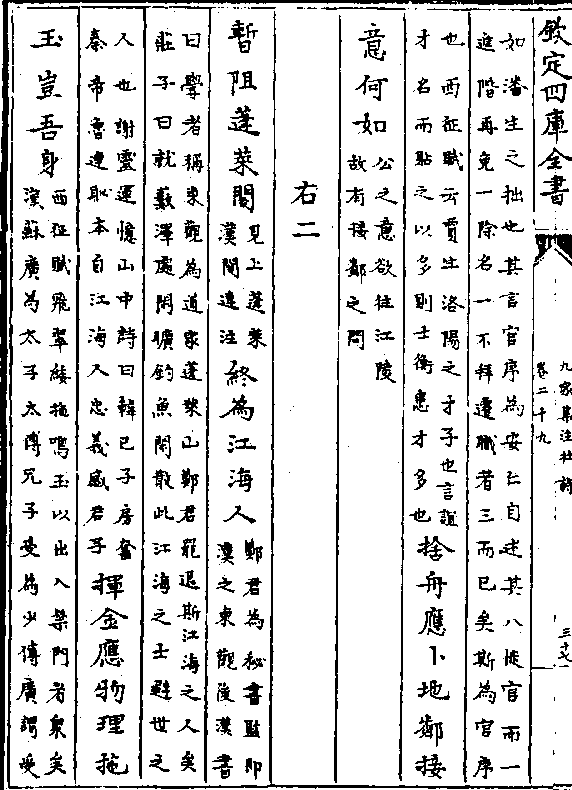 欽定四庫全書
九家集注杜詩
卷二十九
如潘生之拙也其言官序為安仁自述其八徙官而一
進階再免一除名一不拜遷職者三而已矣斯為官序
也西征賦云賈生洛陽之才子也言誼
才名而點之以多則士衡患才多也
捨舟應卜地鄰接
意何如
公之意欲往江陵
故有接鄰之問
右二
暫阻蓬萊閣
見上蓬萊
漢閣邊注
終為江海人
鄭君為秘書監即
漢之東觀後漢書
曰學者稱東觀為道家蓬萊山鄭君罷退斯江海之人矣
莊子曰就藪澤處閒曠釣魚閒散此江海之士避世之
人也謝靈運憶山中詩曰韓亡子房奮
秦帝魯連恥本自江海人忠義感君子
揮金應物理拖
玉豈吾身
西征賦飛翠緌拖鳴玉以出入禁門者衆矣
漢蘇廣為太子太傅兄子受為少傅廣謂受